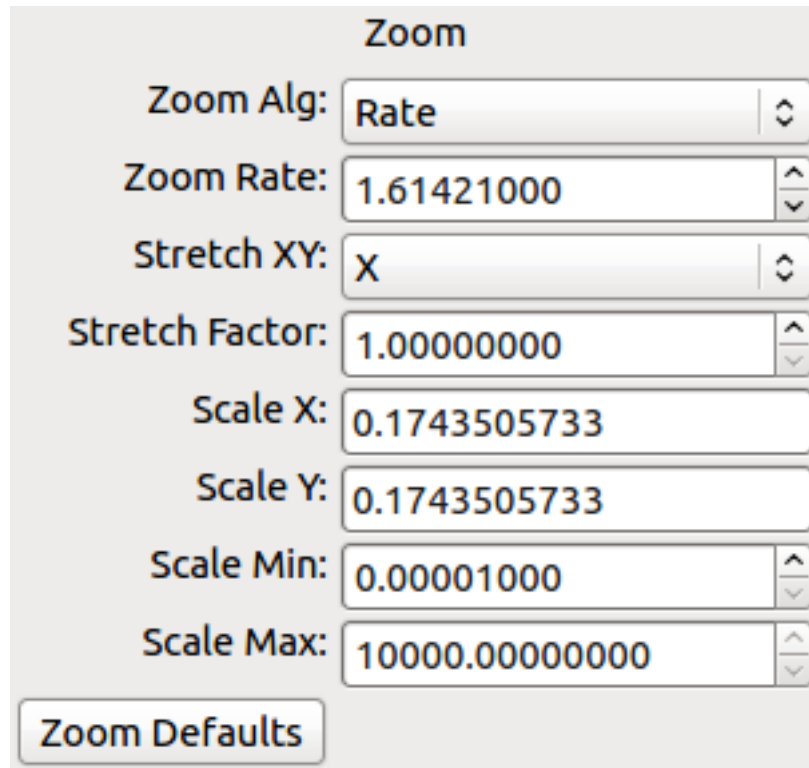 Zoom
Zoom Alg: Rate
Zoom Rate: 1.61421000
Stretch XY: X
Stretch Factor: 1.00000000
Scale X: 0.1743505733
Scale Y: 0.1743505733
Scale Min: 0.00001000
Scale Max: 10000.00000000
Zoom Defaults